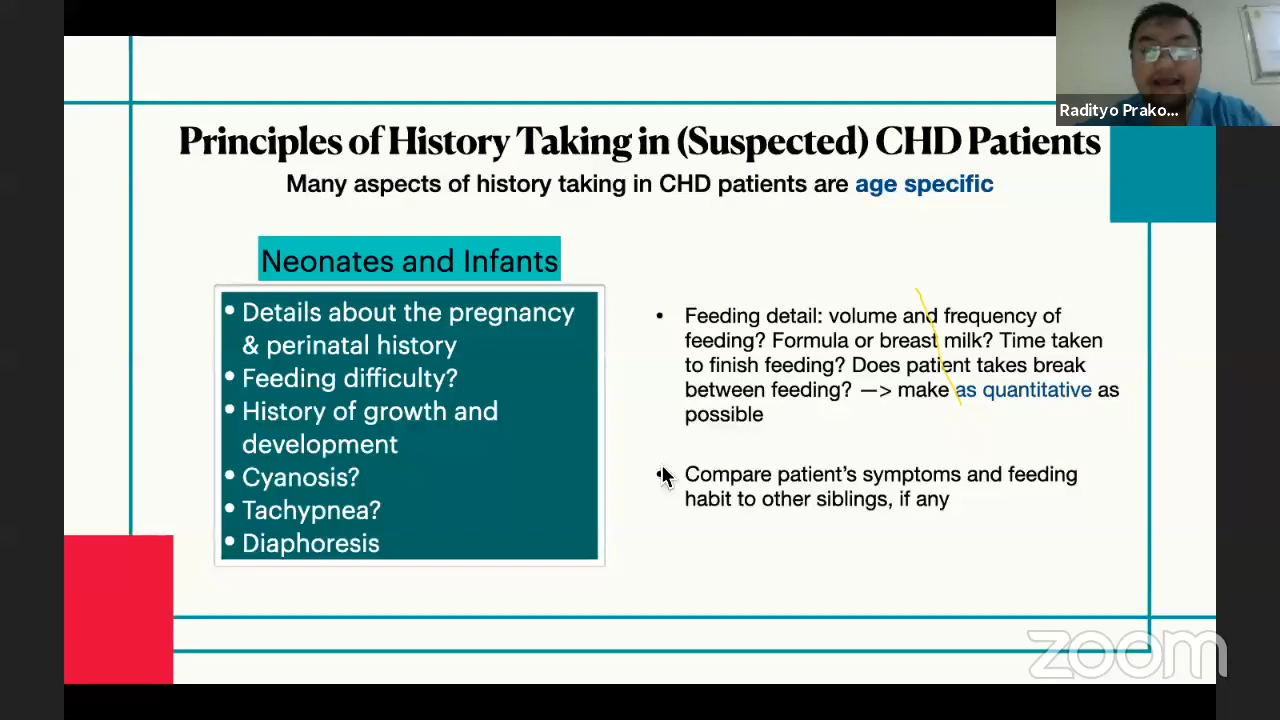 Radityo Prako...
Principles of History Taking in (Suspected) CHD Patients
Many aspects of history taking in CHD patients are age specific
Neonates and Infants
• Details about the pregnancy
& perinatal history
• Feeding difficulty?
• History of growth and
development
• Cyanosis?
• Tachypnea?
• Diaphoresis
• Feeding detail: volume and frequency of
feeding? Formula or breast milk? Time taken
to finish feeding? Does patient takes break
between feeding? —> make as quantitative as
possible
• Compare patient's symptoms and feeding
habit to other siblings, if any
zoom